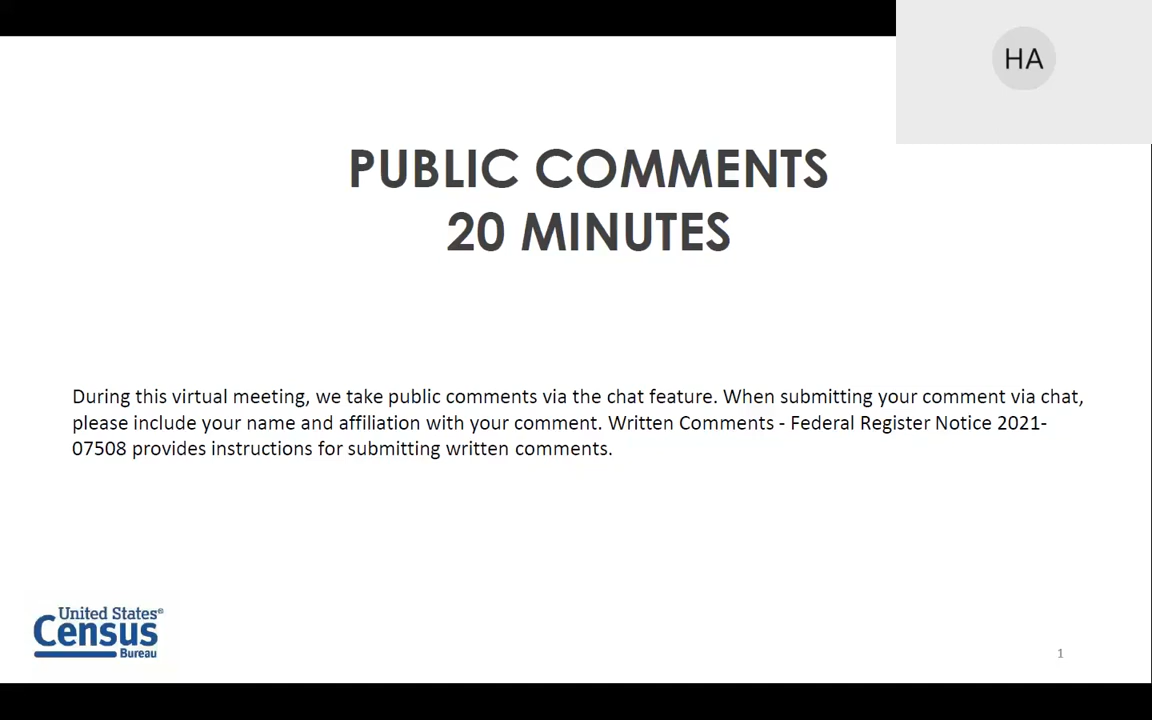 HA
PUBLIC COMMENTS
20 MINUTES
During this virtual meeting, we take public comments via the chat feature. When submitting your comment via chat,
please include your name and affiliation with your comment. Written Comments - Federal Register Notice 2021-
07508 provides instructions for submitting written comments.
United States®
Census
Bureau
1